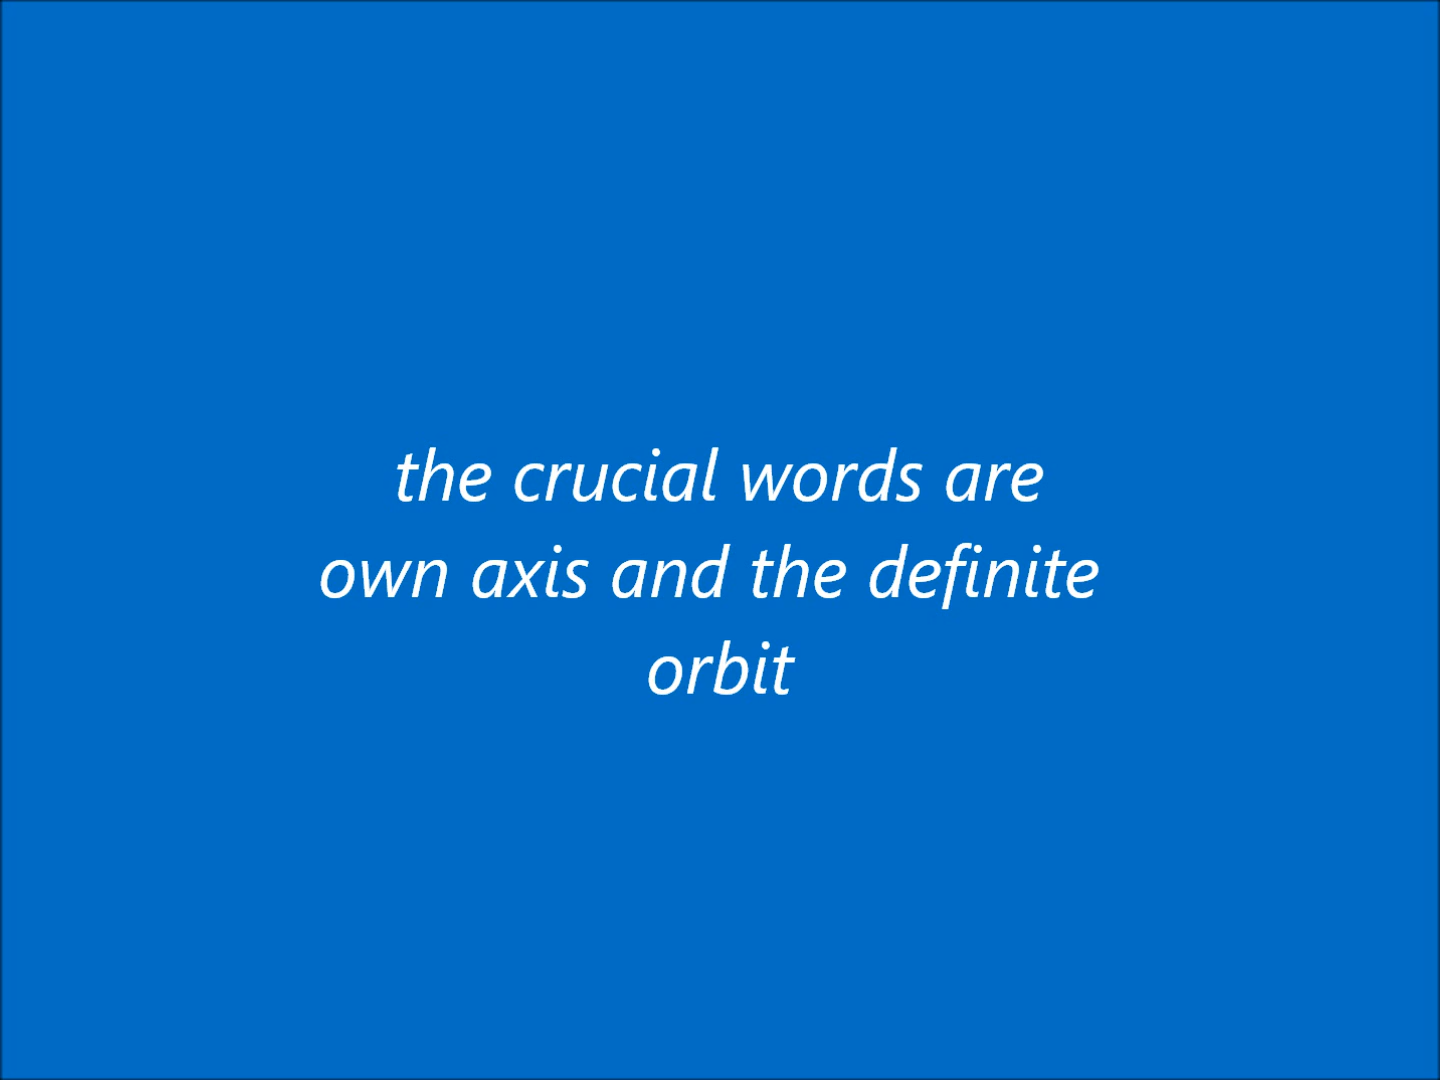 the crucial words are
own axis and the definite
orbit